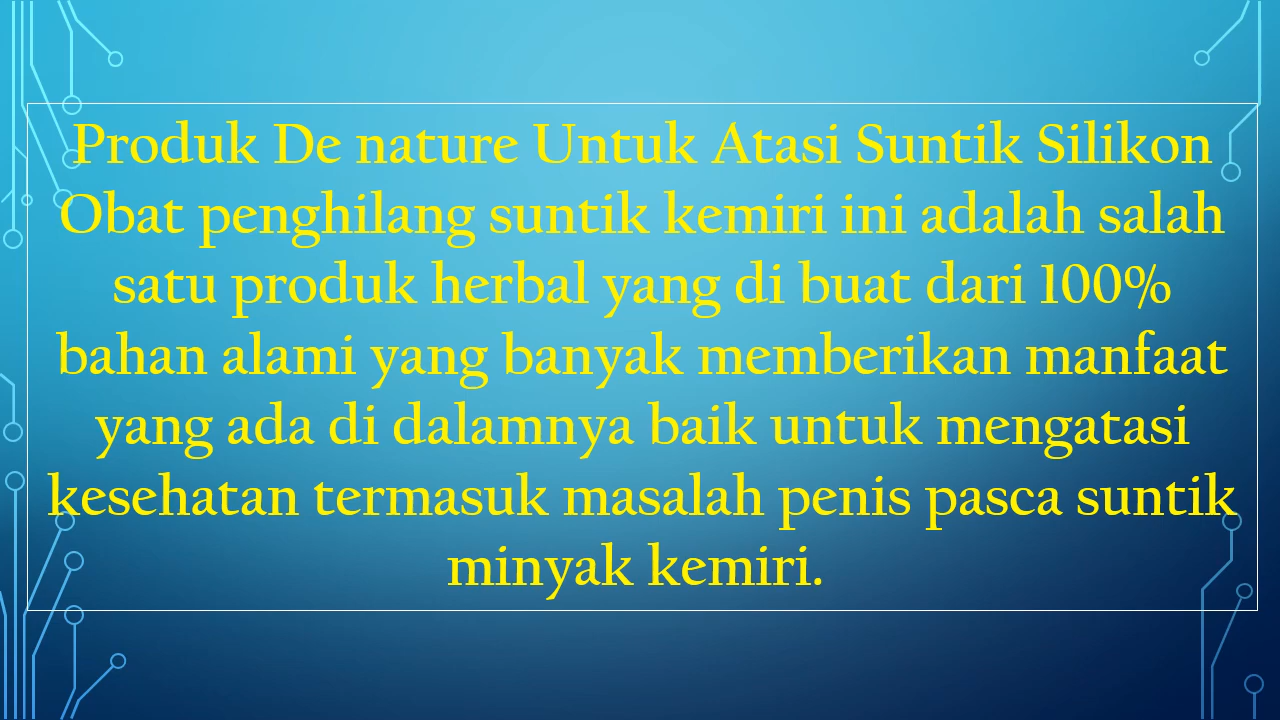 Produk De nature Untuk Atasi Suntik Silikon
Obat penghilang suntik kemiri ini adalah salah
satu produk herbal yang di buat dari 100%
bahan alami yang banyak memberikan manfaat
yang ada di dalamnya baik untuk mengatasi
kesehatan termasuk masalah penis pasca suntik
minyak kemiri.